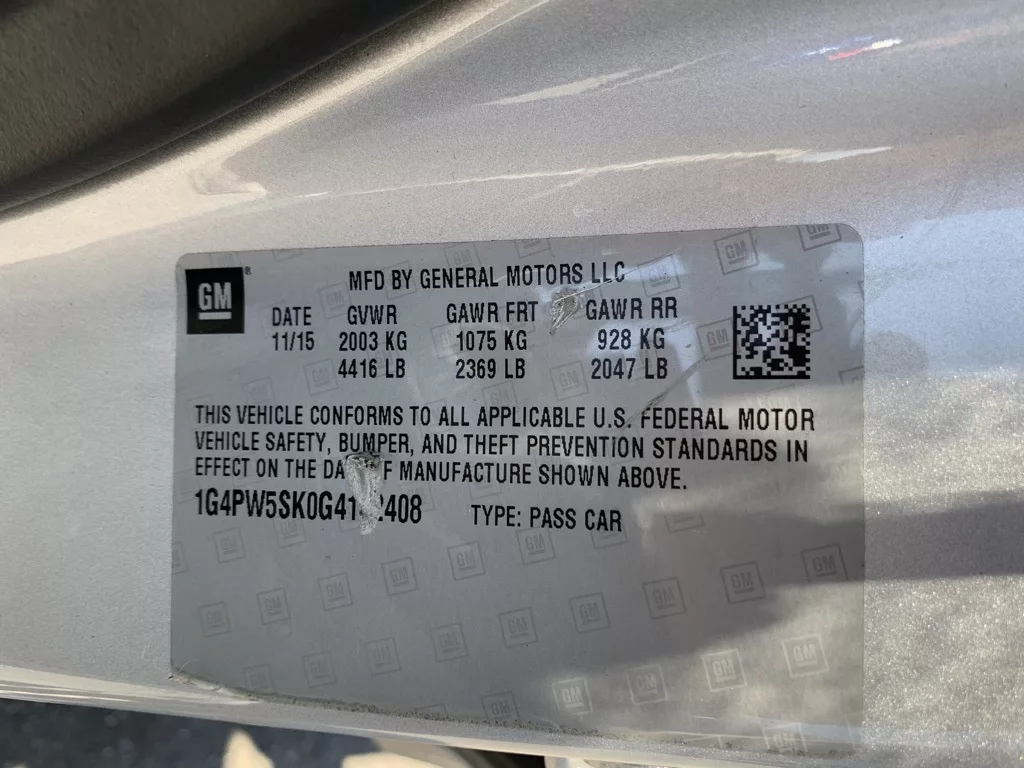 GM
MFD BY GENERAL MOTORS LLC
DATE GVWR GAWR FRT GAWR RR
11/15 2003 KG 1075 KG 928 KG
4416 LB 2369 LB 2047 LB
THIS VEHICLE CONFORMS TO ALL APPLICABLE U.S. FEDERAL MOTOR
VEHICLE SAFETY, BUMPER, AND THEFT PREVENTION STANDARDS IN
EFFECT ON THE MANUFACTURE SHOWN ABOVE.
TYPE: PASS CAR